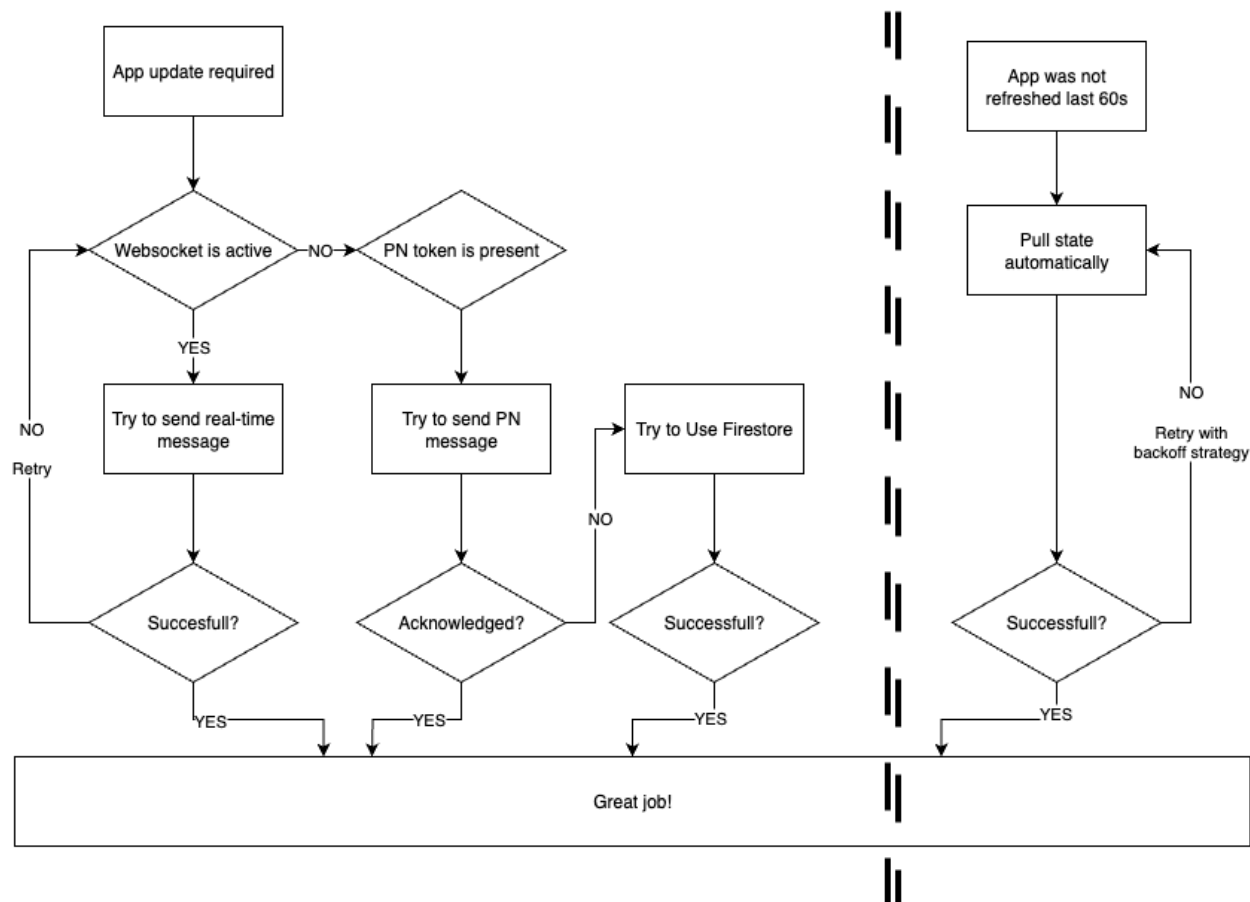 App update required
App was not
refreshed last 60s
Websocket is active
NO
PN token is present
Pull state
automatically
YES
Try to send real-time
message
Try to send PN
message
Try to Use Firestore
NO
Retry
NO
Retry with
backoff strategy
NO
Succesfull?
Acknowledged?
Successfull?
Successfull?
YES
YES
YES
YES
Great job!